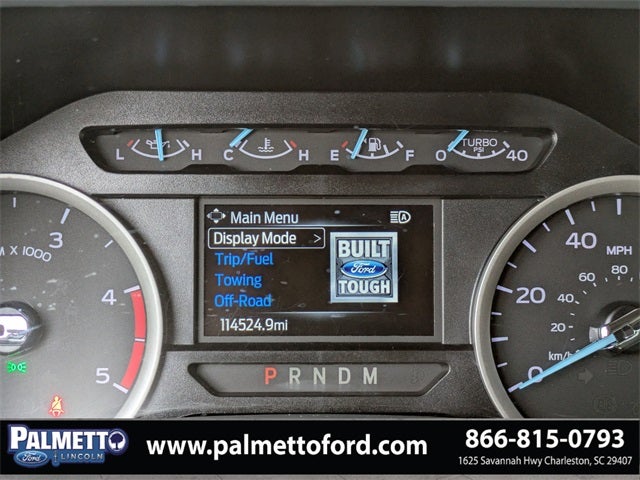 L H C H E F 0 TURBO PSI 40
Main Menu
Display Mode >
Trip/Fuel
Towing
Off-Road
114524.9mi
BUILT
Ford
TOUGH
M X 1000
3
4
5
40 MPH
20
0
80
60
40
20
km/h
PRNDM
PALMETTO
Ford LINCOLN
www.palmettoford.com
866-815-0793
1625 Savannah Hwy Charleston, SC 29407